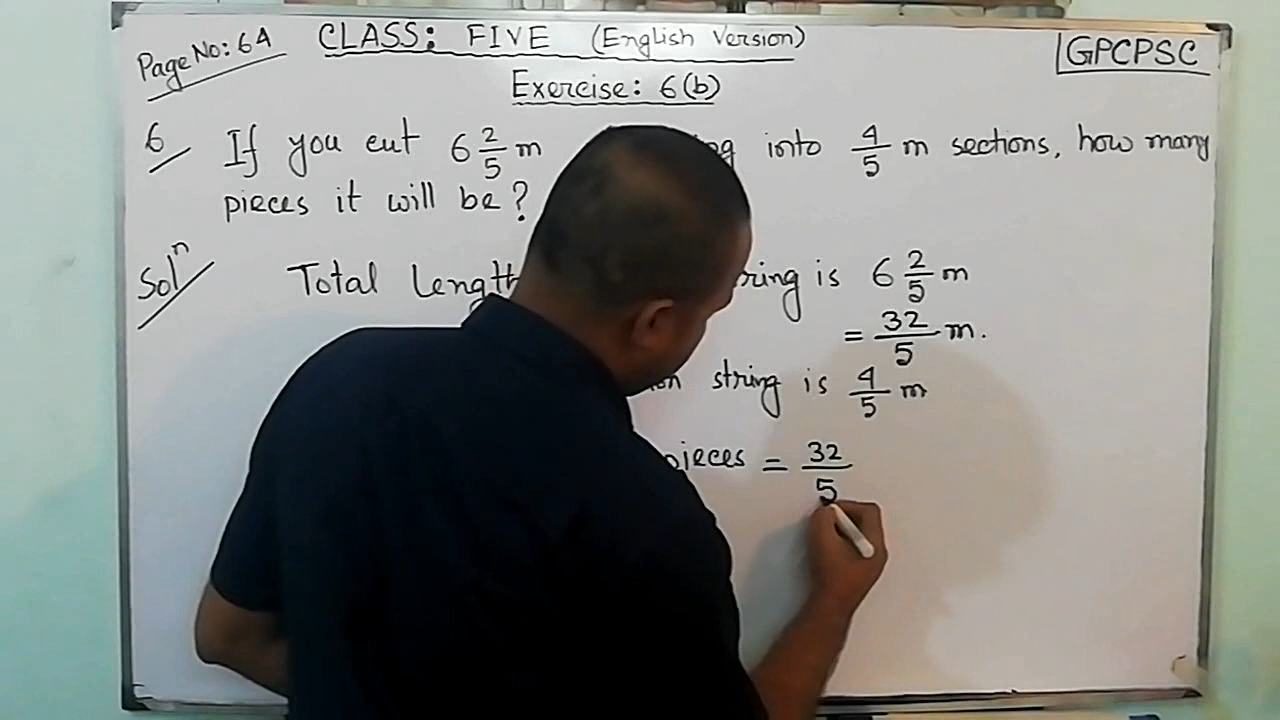 Page No: 64
CLASS: FIVE (English Version)
GPCPSC
Exercise: 6(b)
6 If you cut 6 2/5 m into 4/5 m sections, how many
pieces it will be?
Solⁿ Total Length is 6 2/5 m
= 32/5 m.
string is 4/5 m
pieces = 32/5